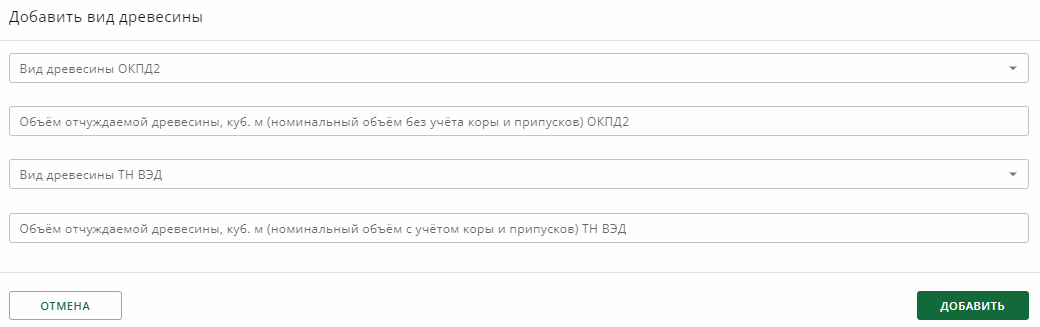 Добавить вид древесины
Вид древесины ОКПД2
Объём отчуждаемой древесины, куб. м (номинальный объём без учёта коры и припусков) ОКПД2
Вид древесины ТН ВЭД
Объём отчуждаемой древесины, куб. м (номинальный объём с учётом коры и припусков) ТН ВЭД
ОТМЕНА
ДОБАВИТЬ